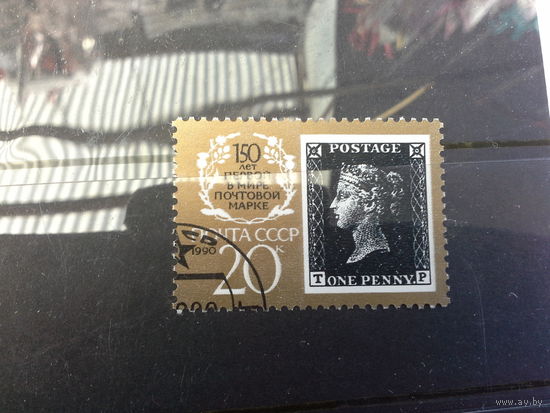 150
ЛЕТ
ПЕРВОЙ
В МИРЕ
ПОЧТОВОЙ
МАРКЕ
ПОЧТА СССР
1990
20к
POSTAGE
T P
ONE PENNY.
www.ay.by